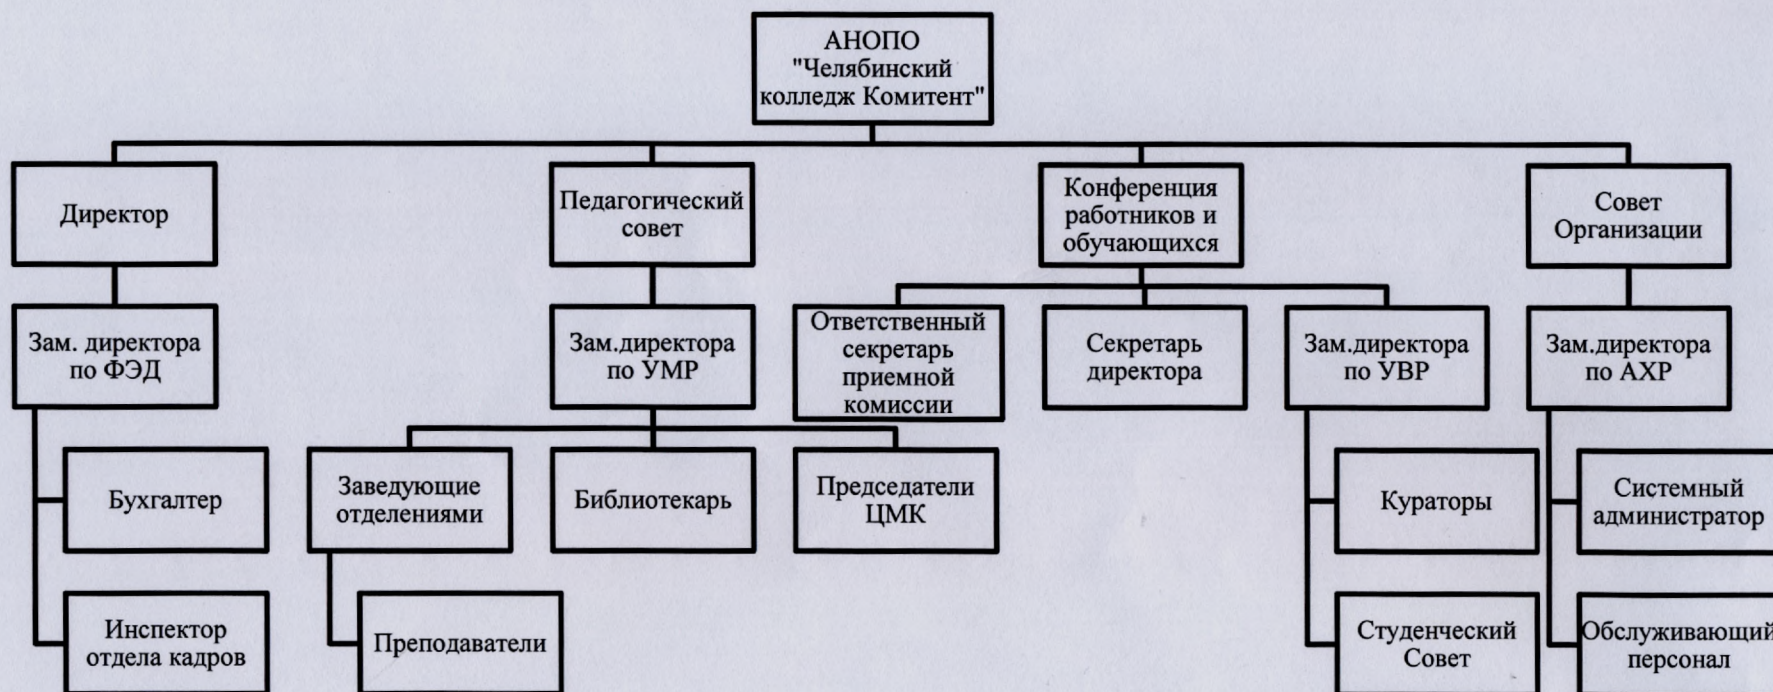 АНОПО
"Челябинский
колледж Комитент"
Директор
Педагогический
совет
Конференция
работников и
обучающихся
Совет
Организации
Зам. директора
по ФЭД
Зам.директора
по УМР
Ответственный
секретарь
приемной
комиссии
Секретарь
директора
Зам.директора
по УВР
Зам.директора
по АХР
Бухгалтер
Заведующие
отделениями
Библиотекарь
Председатели
ЦМК
Кураторы
Системный
администратор
Инспектор
отдела кадров
Преподаватели
Студенческий
Совет
Обслуживающий
персонал